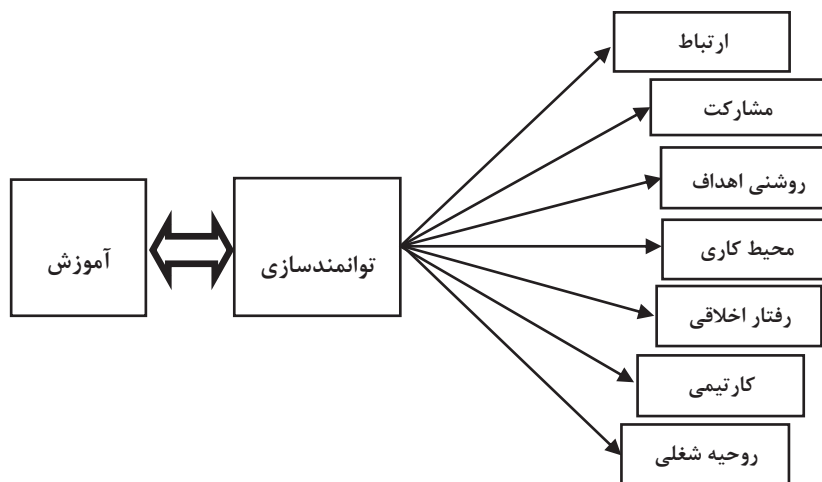 ارتباط
مشارکت
روشنی اهداف
محیط کاری
رفتار اخلاقی
کارتیمی
روحیه شغلی
توانمندسازی
آموزش